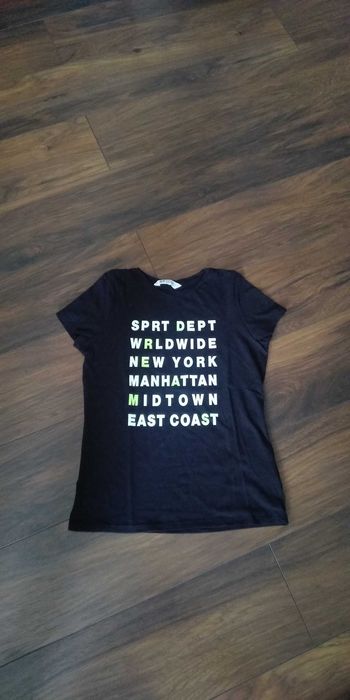 SPRT DEPT
WRLDWIDE
NEW YORK
MANHATTAN
MIDTOWN
EAST COAST